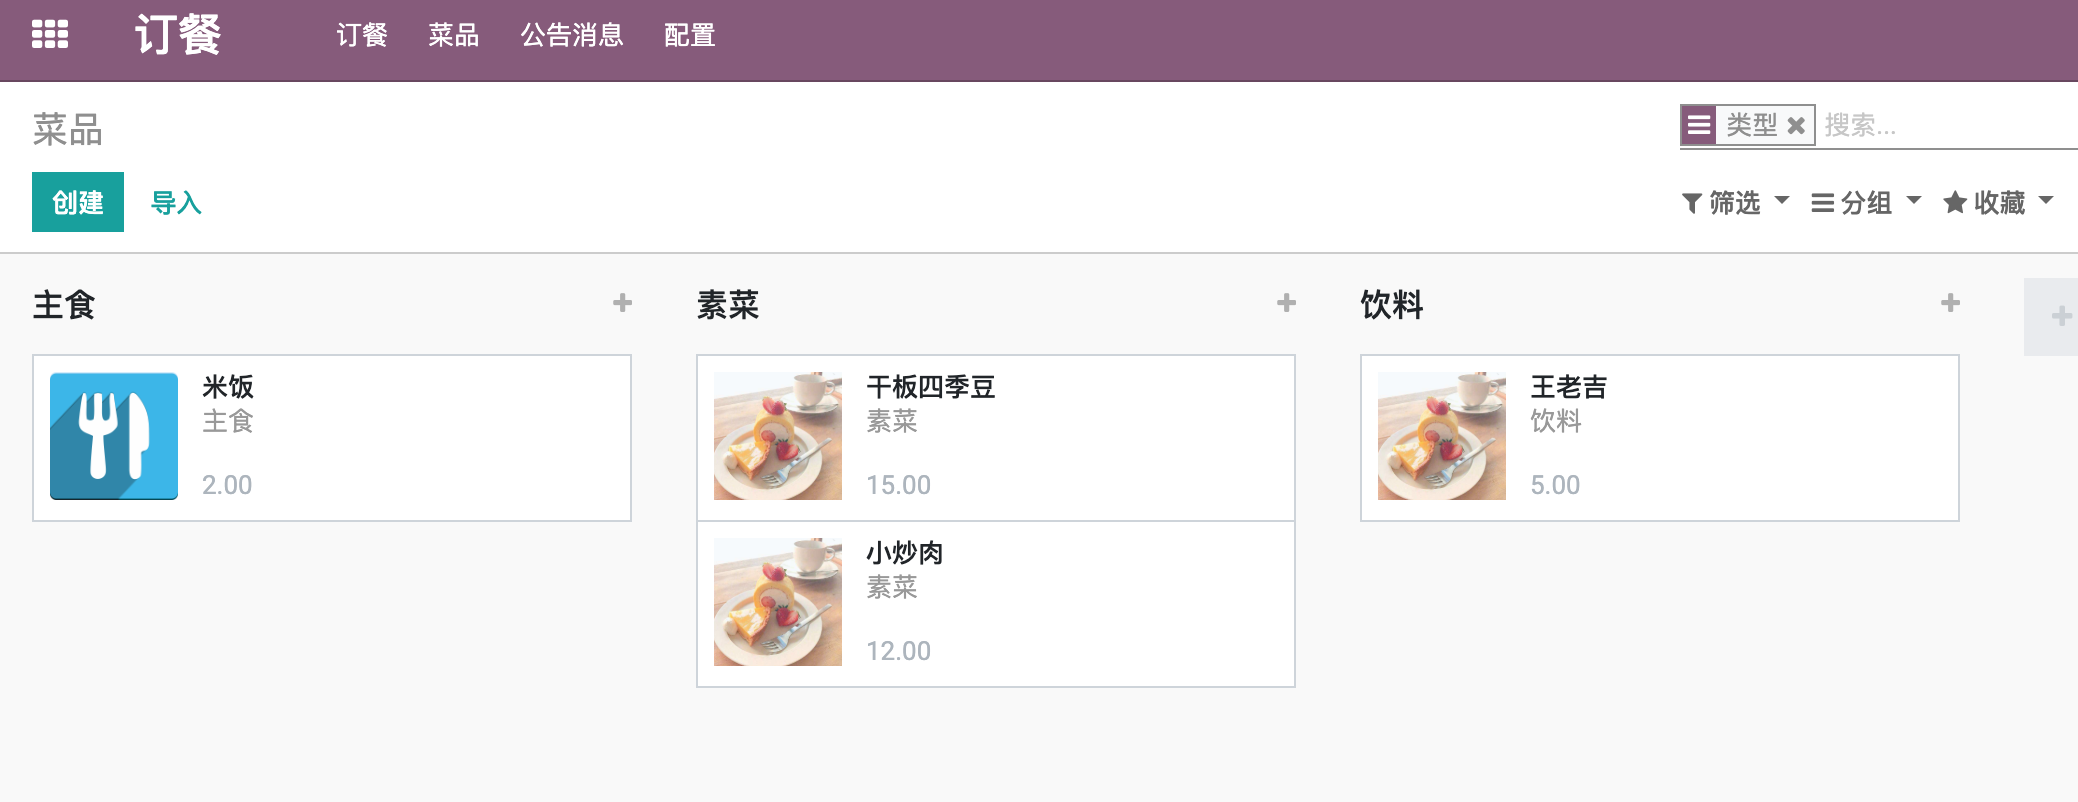 订餐 订餐 菜品 公告消息 配置
菜品
类型 搜索...
创建 导入 筛选 分组 收藏
主食 素菜 饮料
米饭
主食
2.00
干板四季豆
素菜
15.00
小炒肉
素菜
12.00
王老吉
饮料
5.00